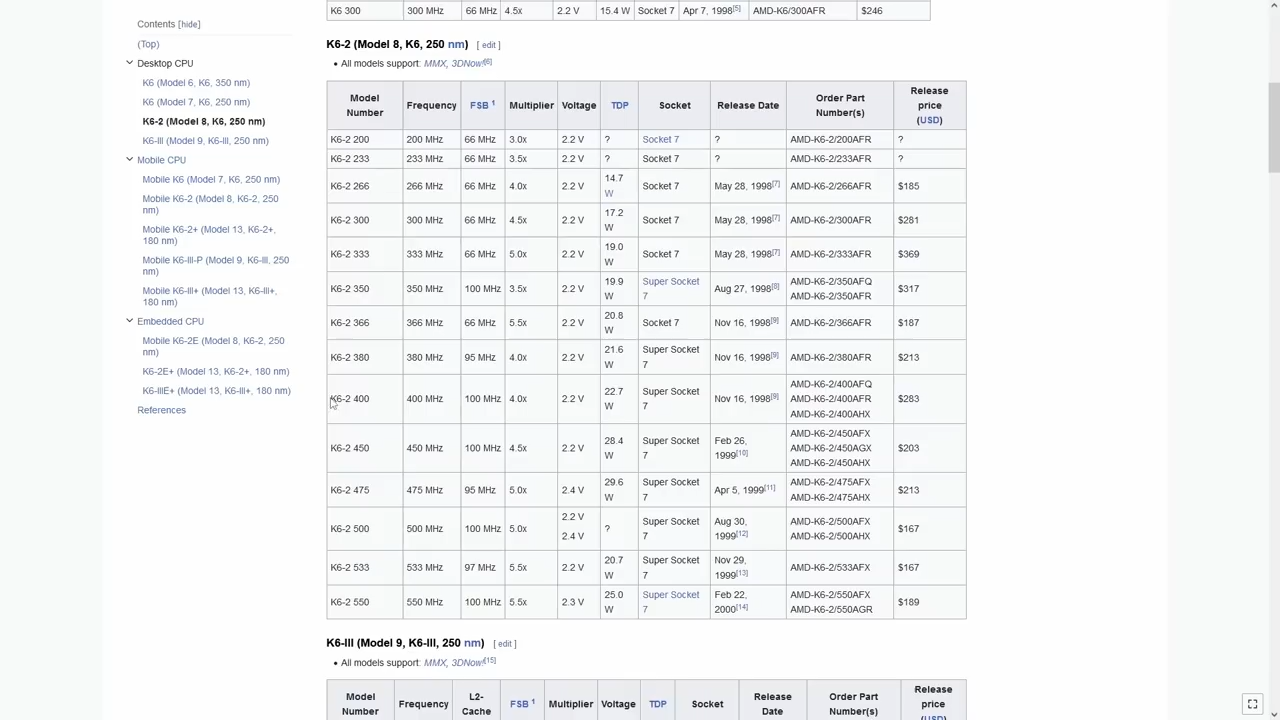 Contents [hide]
(Top)
Desktop CPU
K6 (Model 6, K6, 350 nm)
K6 (Model 7, K6, 250 nm)
K6-2 (Model 8, K6, 250 nm)
K6-III (Model 9, K6-III, 250 nm)
Mobile CPU
Mobile K6 (Model 7, K6, 250 nm)
Mobile K6-2 (Model 8, K6-2, 250
nm)
Mobile K6-2+ (Model 13, K6-2+,
180 nm)
Mobile K6-III-P (Model 9, K6-III, 250
nm)
Mobile K6-III+ (Model 13, K6-III+,
180 nm)
Embedded CPU
Mobile K6-2E (Model 8, K6-2, 250
nm)
K6-2E+ (Model 13, K6-2+, 180 nm)
K6-IIIE+ (Model 13, K6-III+, 180 nm)
References
K6 300 300 MHz 66 MHz 4.5x 2.2 V 15.4 W Socket 7 Apr 7, 1998[5] AMD-K6/300AFR $246
K6-2 (Model 8, K6, 250 nm) [ edit ]
• All models support: MMX, 3DNow![6]
Model Number Frequency FSB 1 Multiplier Voltage TDP Socket Release Date Order Part Number(s) Release price (USD)
K6-2 200 200 MHz 66 MHz 3.0x 2.2 V ? Socket 7 ? AMD-K6-2/200AFR ?
K6-2 233 233 MHz 66 MHz 3.5x 2.2 V ? Socket 7 ? AMD-K6-2/233AFR ?
K6-2 266 266 MHz 66 MHz 4.0x 2.2 V 14.7 W Socket 7 May 28, 1998[7] AMD-K6-2/266AFR $185
K6-2 300 300 MHz 66 MHz 4.5x 2.2 V 17.2 W Socket 7 May 28, 1998[7] AMD-K6-2/300AFR $281
K6-2 333 333 MHz 66 MHz 5.0x 2.2 V 19.0 W Socket 7 May 28, 1998[7] AMD-K6-2/333AFR $369
K6-2 350 350 MHz 100 MHz 3.5x 2.2 V 19.9 W Super Socket 7 Aug 27, 1998[8] AMD-K6-2/350AFQ AMD-K6-2/350AFR $317
K6-2 366 366 MHz 66 MHz 5.5x 2.2 V 20.8 W Socket 7 Nov 16, 1998[9] AMD-K6-2/366AFR $187
K6-2 380 380 MHz 95 MHz 4.0x 2.2 V 21.6 W Super Socket 7 Nov 16, 1998[9] AMD-K6-2/380AFR $213
K6-2 400 400 MHz 100 MHz 4.0x 2.2 V 22.7 W Super Socket 7 Nov 16, 1998[9] AMD-K6-2/400AFQ AMD-K6-2/400AFR AMD-K6-2/400AHX $283
K6-2 450 450 MHz 100 MHz 4.5x 2.2 V 28.4 W Super Socket 7 Feb 26, 1999[10] AMD-K6-2/450AFX AMD-K6-2/450AGX AMD-K6-2/450AHX $203
K6-2 475 475 MHz 95 MHz 5.0x 2.4 V 29.6 W Super Socket 7 Apr 5, 1999[11] AMD-K6-2/475AFX AMD-K6-2/475AHX $213
K6-2 500 500 MHz 100 MHz 5.0x 2.2 V 2.4 V ? Super Socket 7 Aug 30, 1999[12] AMD-K6-2/500AFX AMD-K6-2/500AHX $167
K6-2 533 533 MHz 97 MHz 5.5x 2.2 V 20.7 W Super Socket 7 Nov 29, 1999[13] AMD-K6-2/533AFX $167
K6-2 550 550 MHz 100 MHz 5.5x 2.3 V 25.0 W Super Socket 7 Feb 22, 2000[14] AMD-K6-2/550AFX AMD-K6-2/550AGR $189
K6-III (Model 9, K6-III, 250 nm) [ edit ]
• All models support: MMX, 3DNow![15]
Model Number Frequency L2-Cache FSB 1 Multiplier Voltage TDP Socket Release Date Order Part Number(s) Release price (USD)